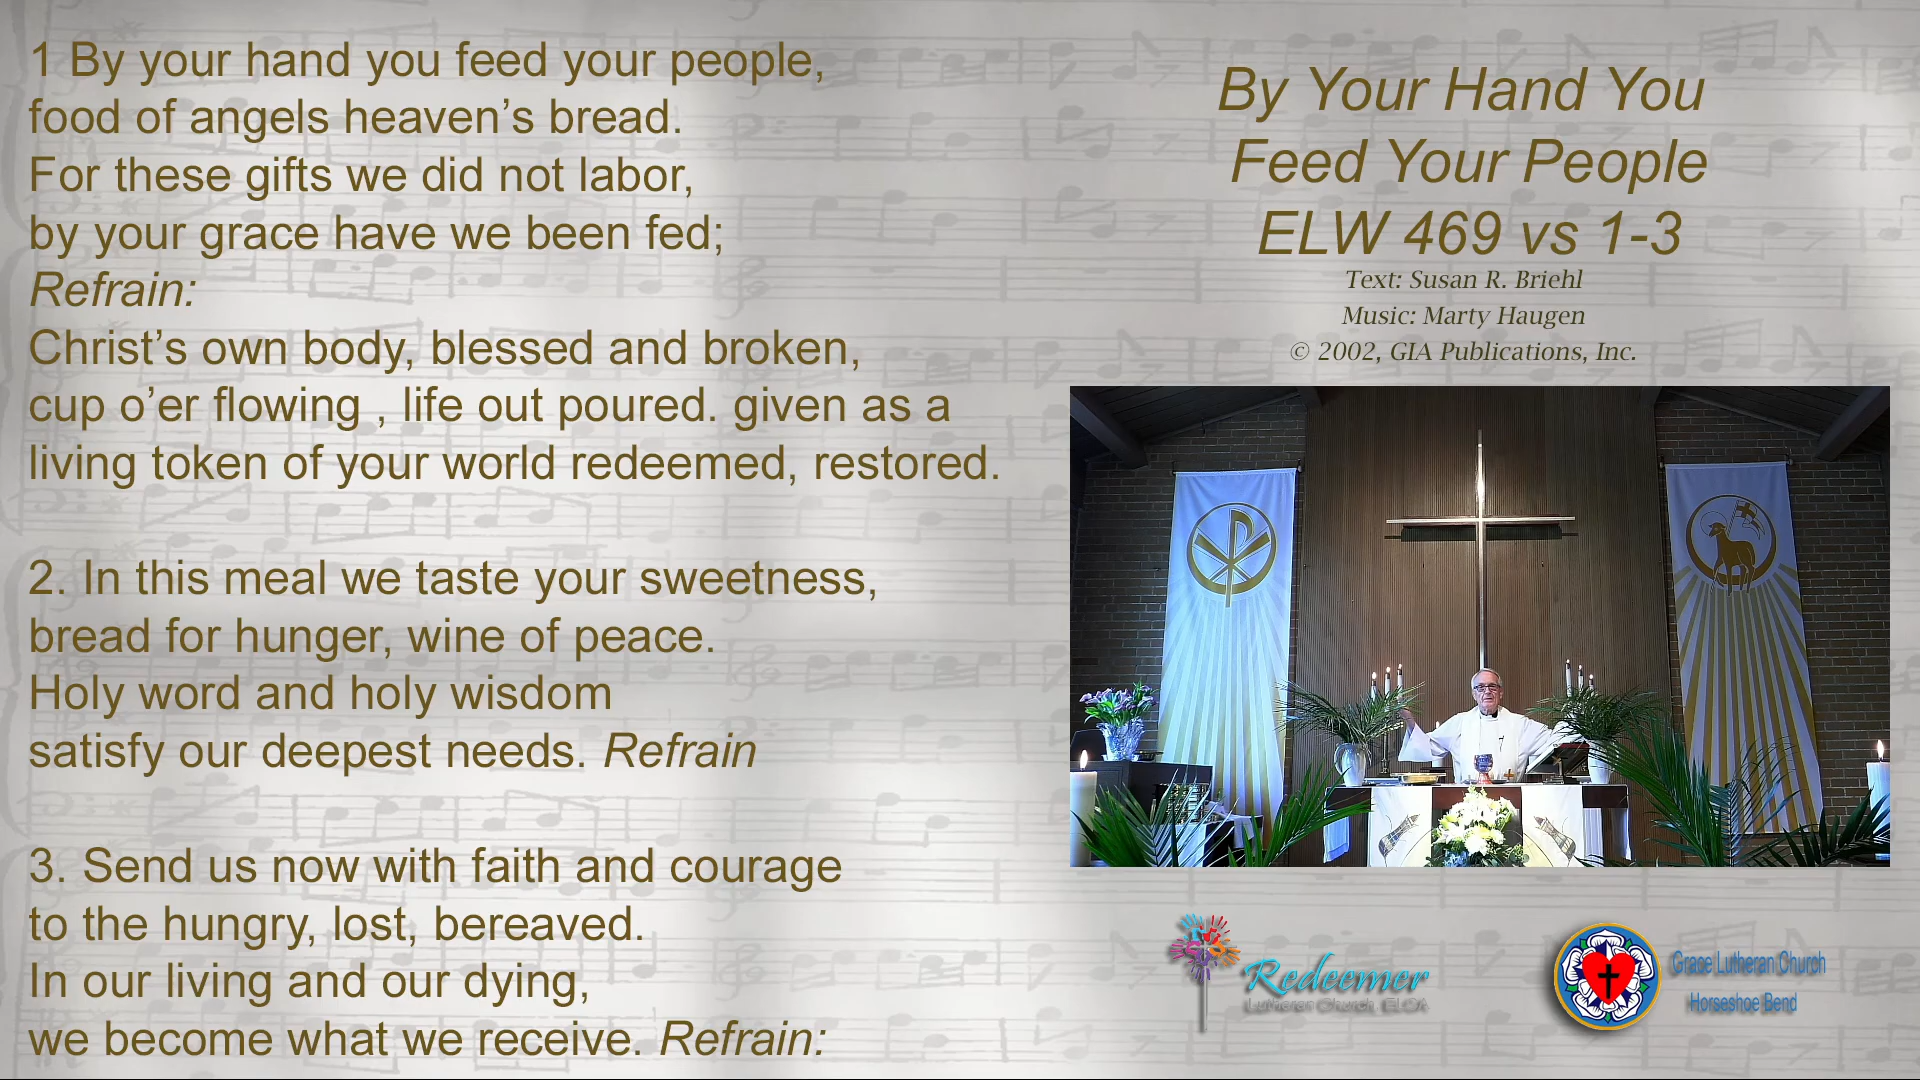 1 By your hand you feed your people,
food of angels heaven’s bread.
For these gifts we did not labor,
by your grace have we been fed;
Refrain:
Christ’s own body, blessed and broken,
cup o’er flowing , life out poured. given as a
living token of your world redeemed, restored.
2. In this meal we taste your sweetness,
bread for hunger, wine of peace.
Holy word and holy wisdom
satisfy our deepest needs. Refrain
3. Send us now with faith and courage
to the hungry, lost, bereaved.
In our living and our dying,
we become what we receive. Refrain:
By Your Hand You
Feed Your People
ELW 469 vs 1-3
Text: Susan R. Briehl
Music: Marty Haugen
© 2002, GIA Publications, Inc.
Redeemer
Lutheran Church, ELCA
Grace Lutheran Church
Horseshoe Bend